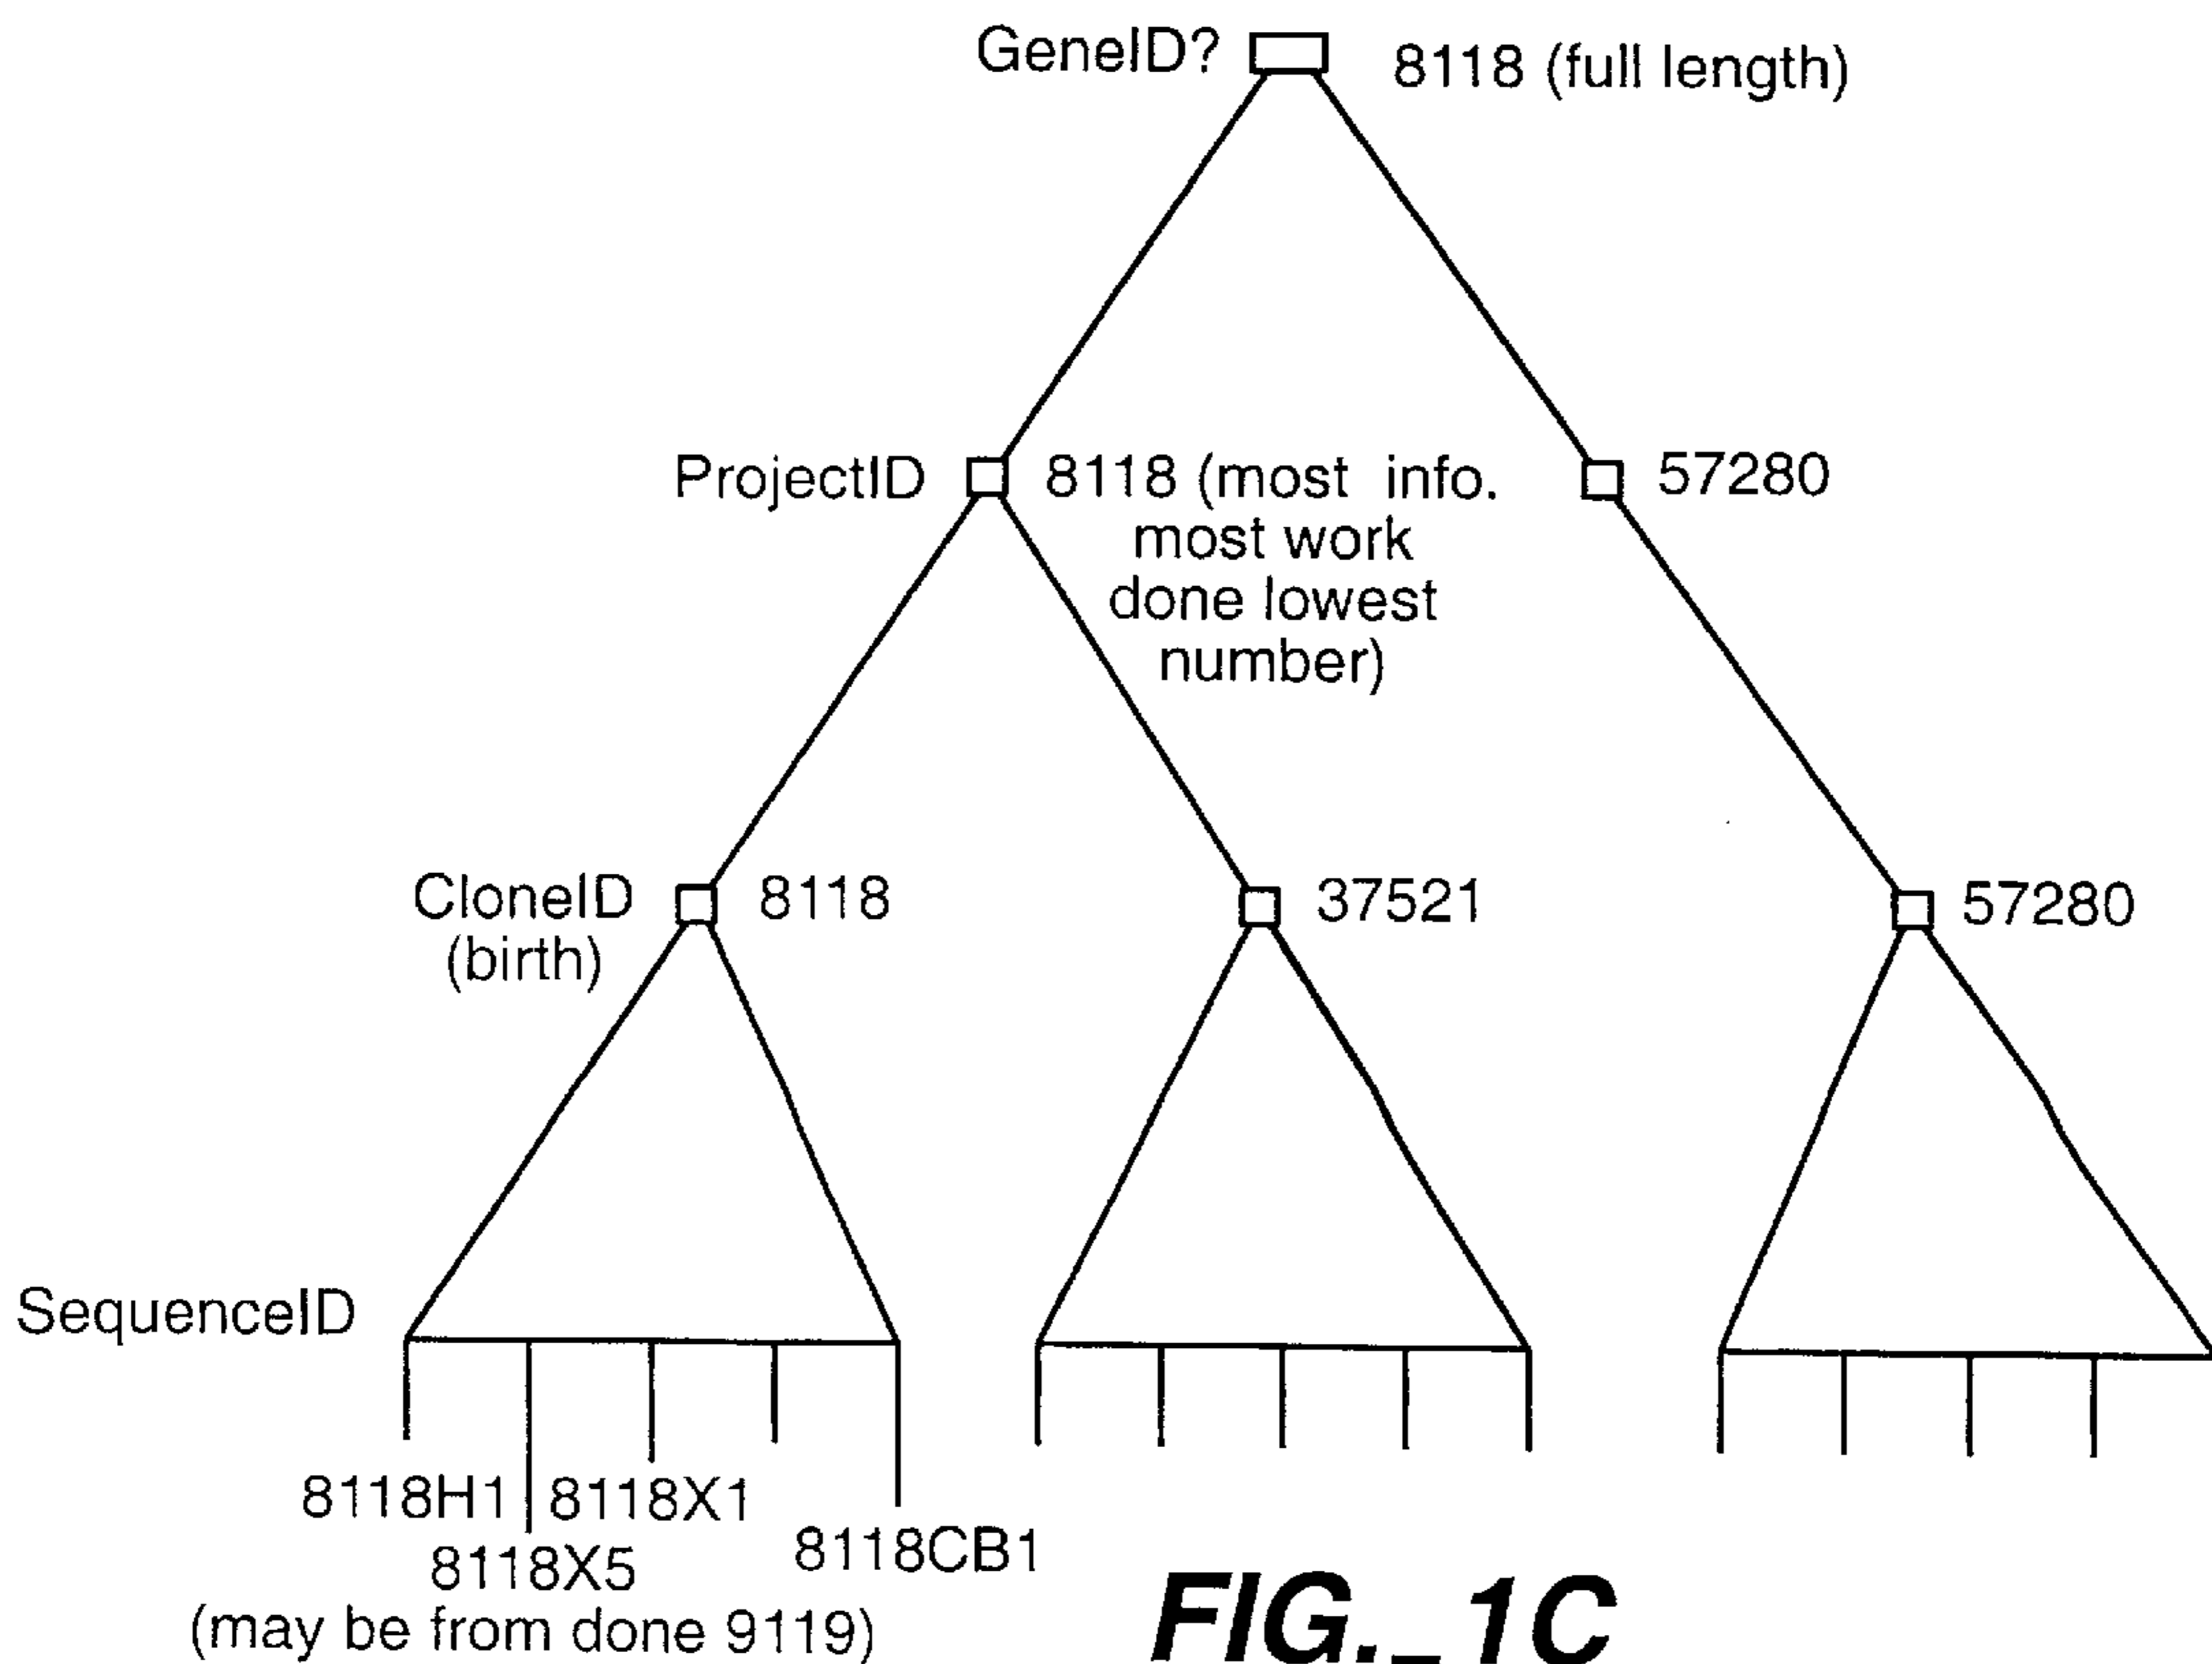 GeneID? 8118 (full length)
ProjectID 8118 (most info. 57280
most work
done lowest
number)
CloneID 8118 37521 57280
(birth)
SequenceID
8118H1 8118X1
8118X5 8118CB1
(may be from done 9119)
FIG._1C